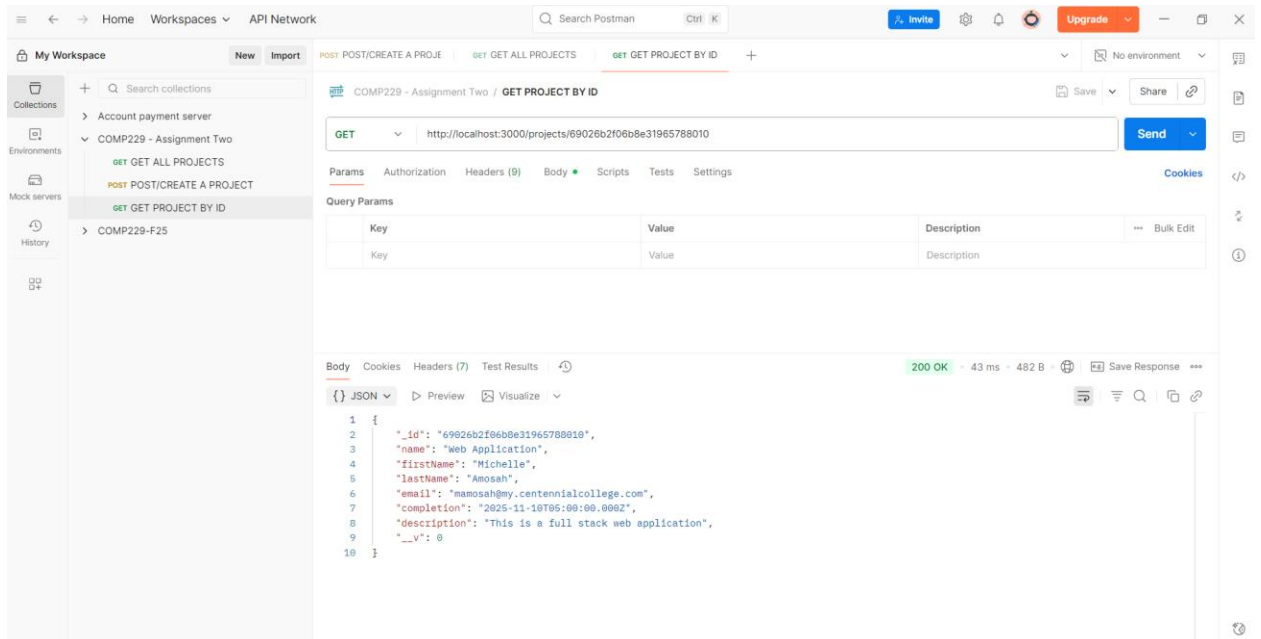 Home Workspaces API Network Search Postman Ctrl K Invite Upgrade
My Workspace New Import POST POST/CREATE A PROJE GET GET ALL PROJECTS GET GET PROJECT BY ID No environment
Collections
Environments
Mock servers
History
Search collections
Account payment server
COMP229 - Assignment Two
GET GET ALL PROJECTS
POST POST/CREATE A PROJECT
GET GET PROJECT BY ID
COMP229-F25
HTTP COMP229 - Assignment Two / GET PROJECT BY ID Save Share
GET http://localhost:3000/projects/69026b2f06b8e31965788010 Send
Params Authorization Headers (9) Body Scripts Tests Settings Cookies
Query Params
Key Value Description Bulk Edit
Key Value Description
Body Cookies Headers (7) Test Results 200 OK 43 ms 482 B Save Response
{} JSON Preview Visualize
1 {
2 "_id": "69026b2f06b8e31965788010",
3 "name": "Web Application",
4 "firstName": "Michelle",
5 "lastName": "Amosah",
6 "email": "mamosah@my.centennialcollege.com",
7 "completion": "2025-11-10T05:00:00.000Z",
8 "description": "This is a full stack web application",
9 "__v": 0
10 }